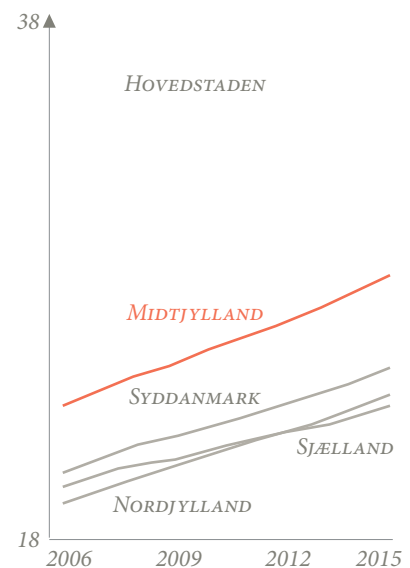 38
Hovedstaden
Midtjylland
Syddanmark
Sjælland
Nordjylland
18
2006 2009 2012 2015